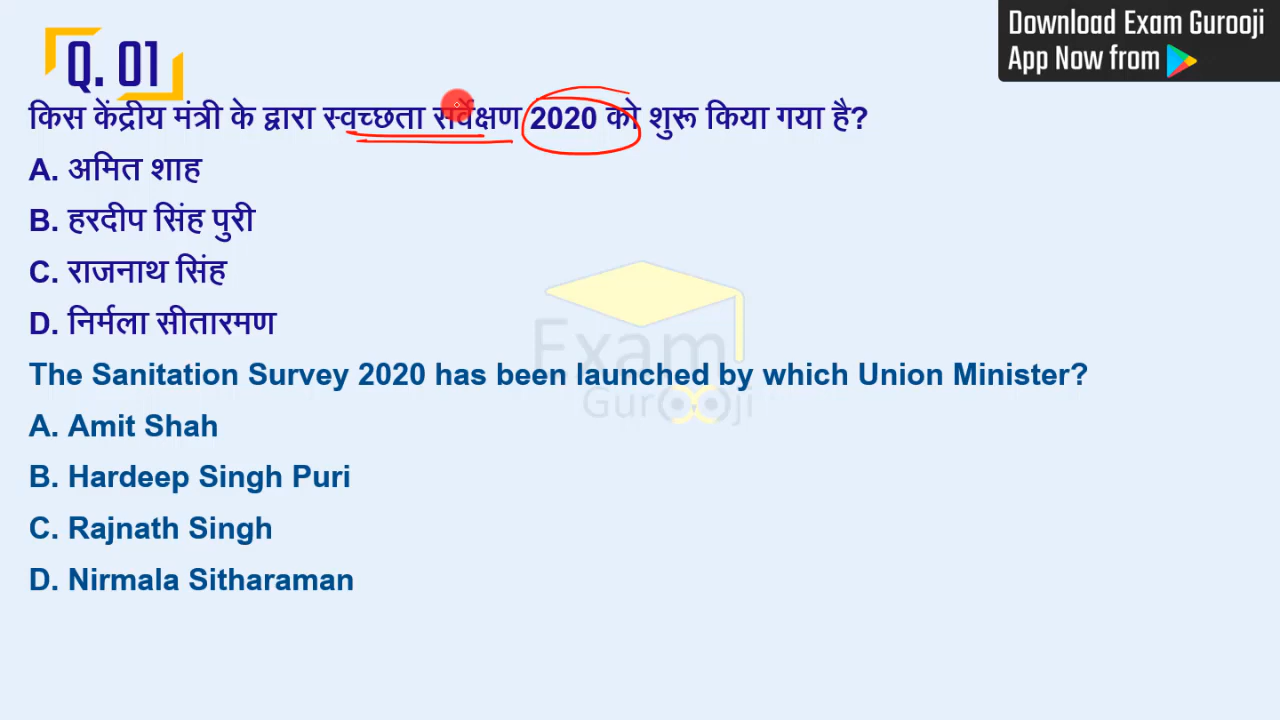 Download Exam Gurooji
App Now from
Q. 01
किस केंद्रीय मंत्री के द्वारा स्वच्छता सर्वेक्षण 2020 को शुरू किया गया है?
A. अमित शाह
B. हरदीप सिंह पुरी
C. राजनाथ सिंह
D. निर्मला सीतारमण
The Sanitation Survey 2020 has been launched by which Union Minister?
A. Amit Shah
B. Hardeep Singh Puri
C. Rajnath Singh
D. Nirmala Sitharaman
Exam
Gurooji